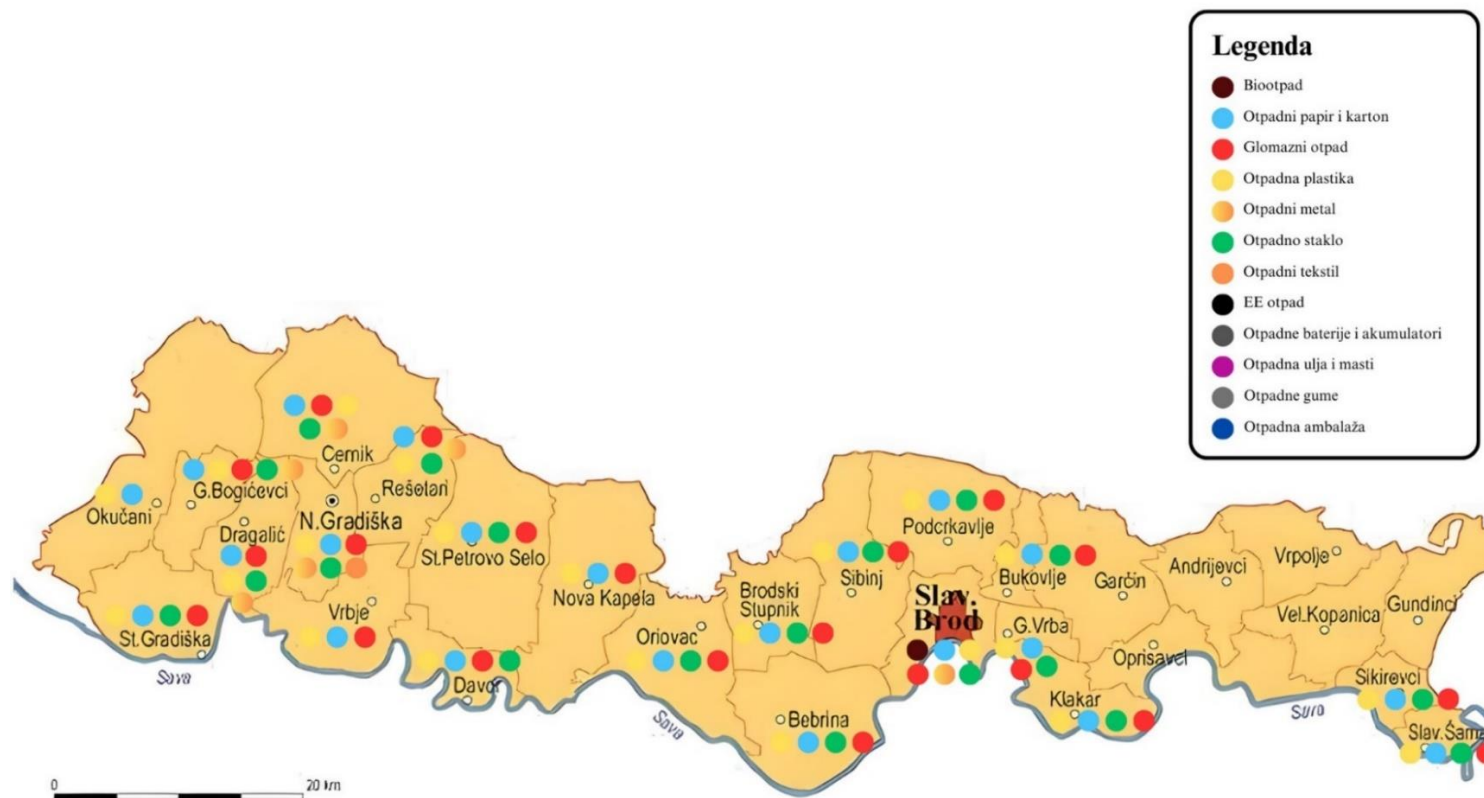 Legenda
Biootpad
Otpadni papir i karton
Glomazni otpad
Otpadna plastika
Otpadni metal
Otpadno staklo
Otpadni tekstil
EE otpad
Otpadne baterije i akumulatori
Otpadna ulja i masti
Otpadne gume
Otpadna ambalaža
Cernik
Rešetari
G.Bogićevci
Okučani
N.Gradiška
Dragalić
St.Petrovo Selo
Vrbje
St.Gradiška
Sava
Davor
Nova Kapela
Oriovac
Sava
Brodski
Stupnik
Sibinj
Podcrkavlje
Bebrina
Slav.
Brod
Bukovlje
G.Vrba
Garčin
Klakar
Oprisavci
Andrijevci
Vrpolje
Vel.Kopanica
Gundinci
Sikirevci
Slav.Šama
0
20 km